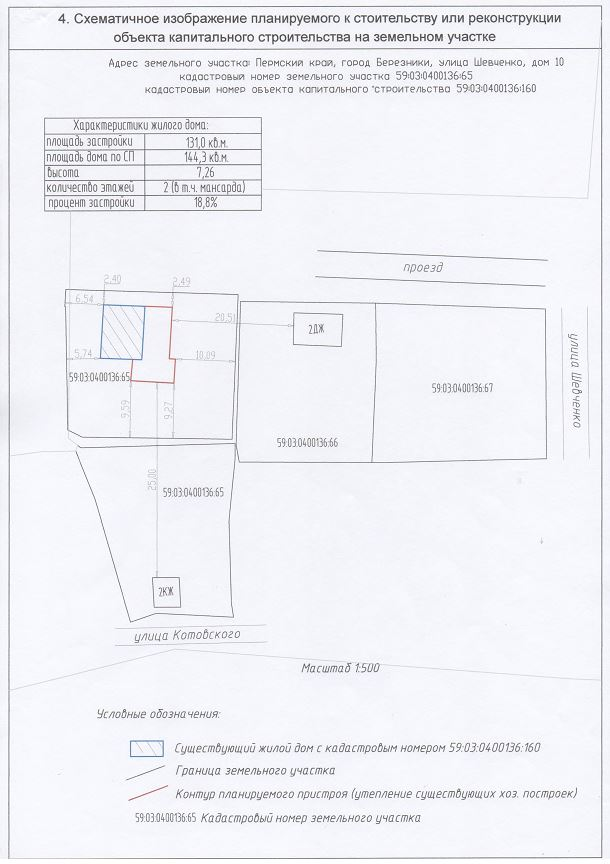 4. Схематичное изображение планируемого к стоительству или реконструкции
объекта капитального строительства на земельном участке
Адрес земельного участка: Пермский край, город Березники, улица Шевченко, дом 10
кадастровый номер земельного участка 59:03:0400136:65
кадастровый номер объекта капитального строительства 59:03:0400136:160
Характеристики жилого дома:
площадь застройки 131,0 кв.м.
площадь дома по СП 144,3 кв.м.
высота 7,26
количество этажей 2 (в т.ч. мансарда)
процент застройки 18,8%
проезд
2,40
2,49
6,54
20,51
2ДЖ
улица Шевченко
5,74
10,09
59:03:0400136:65
59:03:0400136:67
9,59
9,27
59:03:0400136:66
25,00
59:03:0400136:65
2КЖ
улица Котовского
Масштаб 1:500
Условные обозначения:
Существующий жилой дом с кадастровым номером 59:03:0400136:160
Граница земельного участка
Контур планируемого пристроя (утепление существующих хоз. построек)
59:03:0400136:65 Кадастровый номер земельного участка